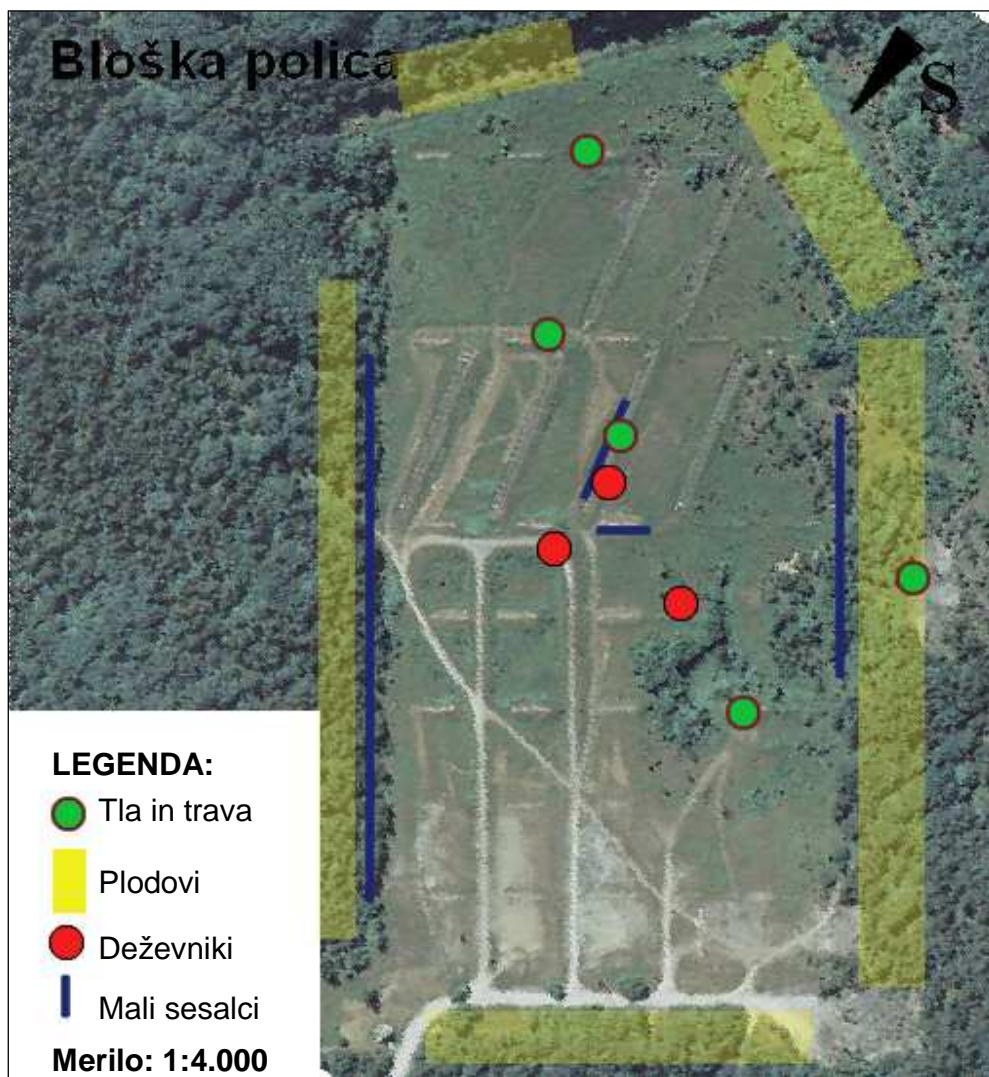 Bloška polica
S
LEGENDA:
Tla in trava
Plodovi
Deževniki
Mali sesalci
Merilo: 1:4.000